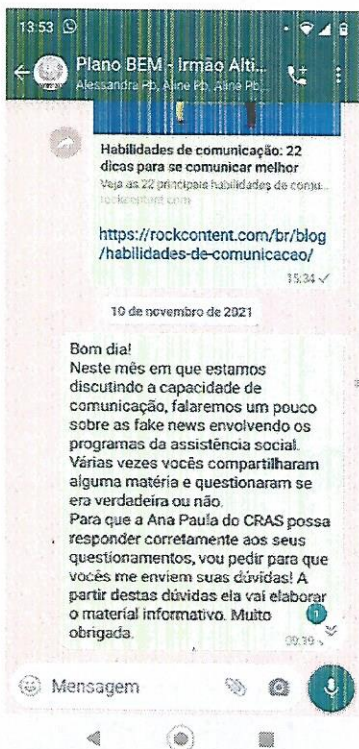 13:53
Plano BEM - Irmão Alti...
Alessandra Pb, Aline Pb, Aline Pb,
Habilidades de comunicação: 22
dicas para se comunicar melhor
Veja as 22 principais habilidades de comu...
rockcontent.com
https://rockcontent.com/br/blog
/habilidades-de-comunicacao/
15:34
10 de novembro de 2021
Bom dia!
Neste mês em que estamos
discutindo a capacidade de
comunicação, falaremos um pouco
sobre as fake news envolvendo os
programas da assistência social.
Várias vezes vocês compartilharam
alguma matéria e questionaram se
era verdadeira ou não.
Para que a Ana Paula do CRAS possa
responder corretamente aos seus
questionamentos, vou pedir para que
vocês me enviem suas dúvidas! A
partir destas dúvidas ela vai elaborar
o material informativo. Muito
obrigada.
1
09:39
Mensagem